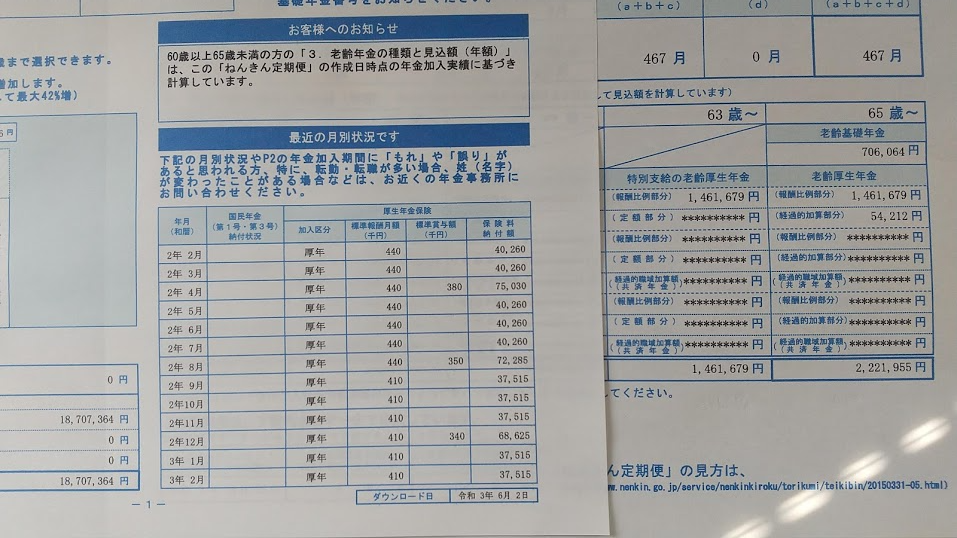 お客様へのお知らせ
60歳以上65歳未満の方の「3．老齢年金の種類と見込額（年額）」
は、この「ねんきん定期便」の作成日時点の年金加入実績に基づき
計算しています。
最近の月別状況です
下記の月別状況やP2の年金加入期間に「もれ」や「誤り」が
あると思われる方、特に、転勤・転職が多い場合、姓（名字）
が変わったことがある場合などは、お近くの年金事務所に
お問い合わせください。
年月（和暦） 国民年金（第1号・第3号）納付状況 厚生年金保険
加入区分 標準報酬月額（千円） 標準賞与額（千円） 保険料納付額
2年 2月 厚年 440 40,260
2年 3月 厚年 440 40,260
2年 4月 厚年 440 380 75,030
2年 5月 厚年 440 40,260
2年 6月 厚年 440 40,260
2年 7月 厚年 440 40,260
2年 8月 厚年 440 350 72,285
2年 9月 厚年 410 37,515
2年10月 厚年 410 37,515
2年11月 厚年 410 37,515
2年12月 厚年 410 340 68,625
3年 1月 厚年 410 37,515
3年 2月 厚年 410 37,515
ダウンロード日 令和 3年 6月 2日
まで選択できます。
加します。
て最大42%増）
円
0 円
18,707,364 円
0 円
0 円
18,707,364 円
－ 1 －
(a+b+c) (d) (a+b+c+d)
467 月 0 月 467 月
て見込額を計算しています）
63 歳～ 65 歳～
老齢基礎年金
706,064 円
特別支給の老齢厚生年金 老齢厚生年金
（報酬比例部分） 1,461,679 円 （報酬比例部分） 1,461,679 円
（定額部分） ********** 円 （経過的加算部分） 54,212 円
（報酬比例部分） ********** 円 （報酬比例部分） ********** 円
（定額部分） ********** 円 （経過的加算部分） ********** 円
経過的職域加算額（共済年金） ********** 円 経過的職域加算額（共済年金） ********** 円
（報酬比例部分） ********** 円 （報酬比例部分） ********** 円
（定額部分） ********** 円 （経過的加算部分） ********** 円
経過的職域加算額（共済年金） ********** 円 経過的職域加算額（共済年金） ********** 円
1,461,679 円 2,221,955 円
てください。
ん定期便」の見方は、
w.nenkin.go.jp/service/nenkinkiroku/torikumi/teikibin/20150331-05.html)